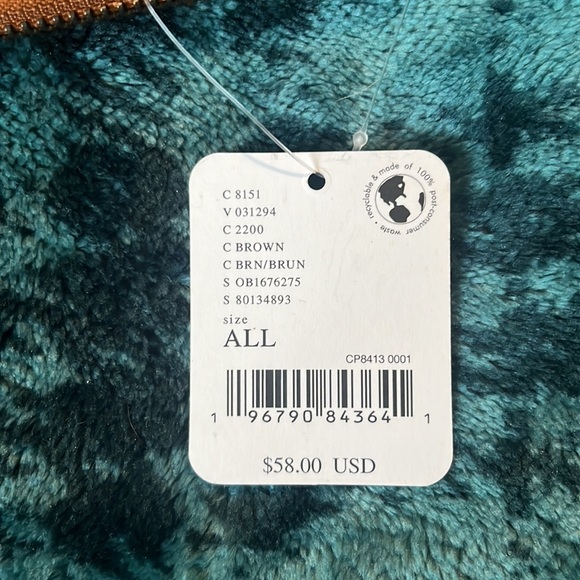 recyclable & made of 100% post-consumer waste •
C 8151
V 031294
C 2200
C BROWN
C BRN/BRUN
S OB1676275
S 80134893
size
ALL
CP8413 0001
1 96790 84364 1
$58.00 USD